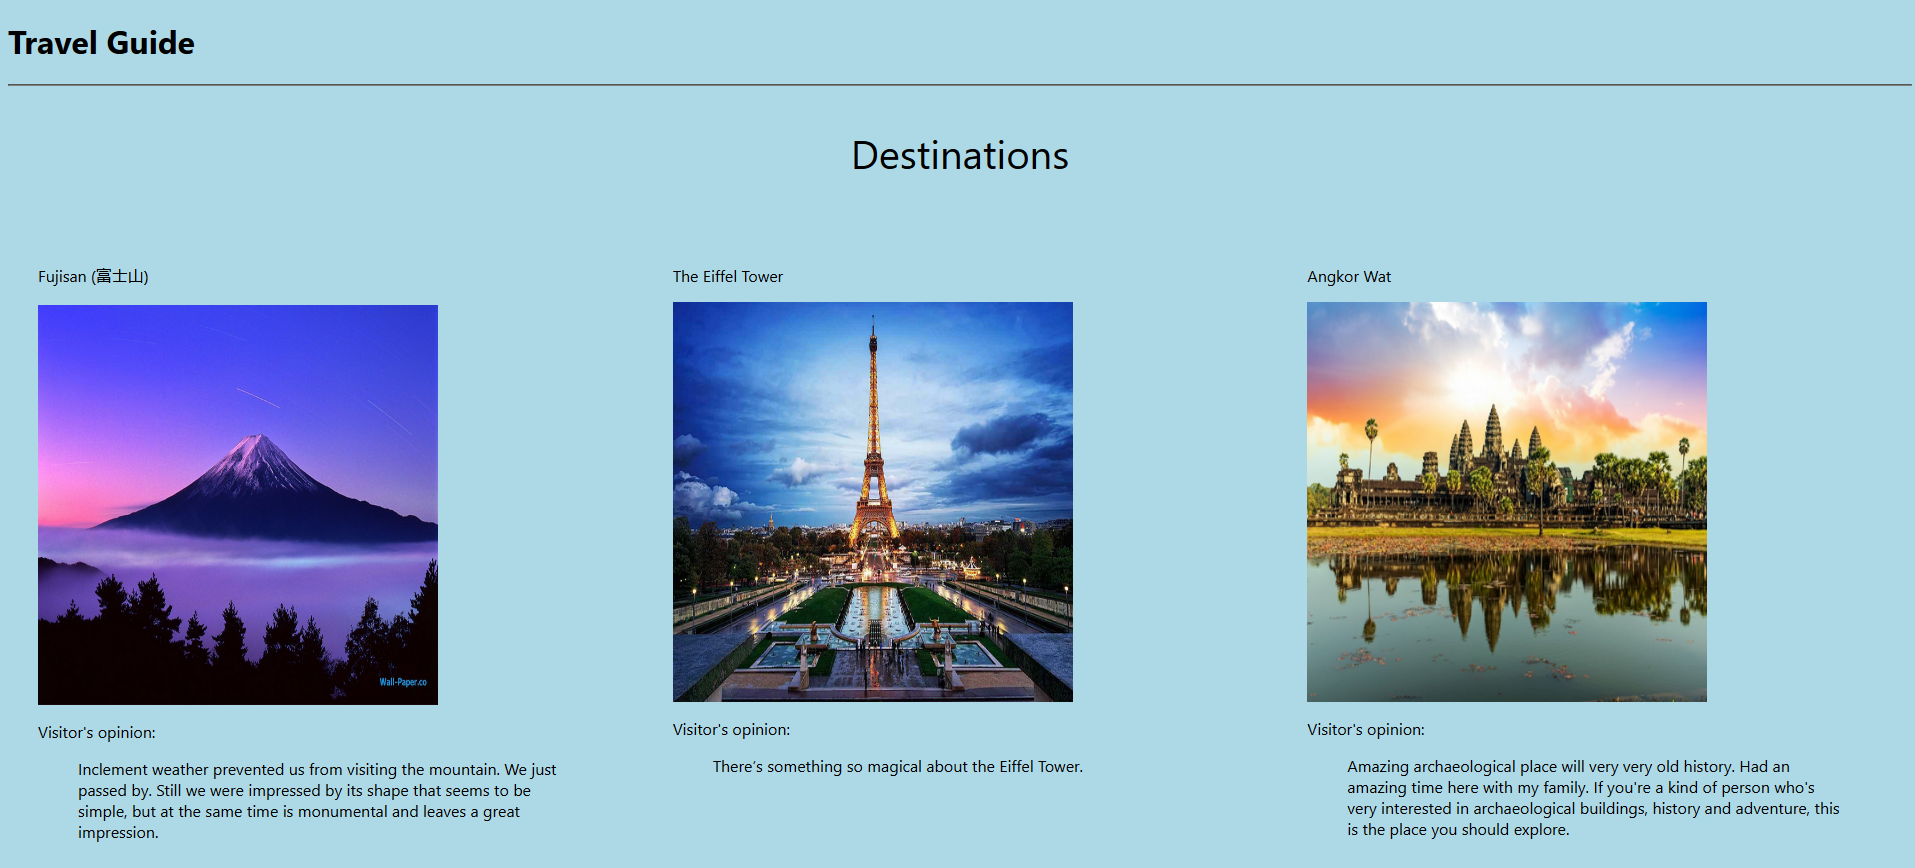 Travel Guide
Destinations
Fujisan (富士山)
Wall-Paper.co
Visitor's opinion:
Inclement weather prevented us from visiting the mountain. We just
passed by. Still we were impressed by its shape that seems to be
simple, but at the same time is monumental and leaves a great
impression.
The Eiffel Tower
Visitor's opinion:
There's something so magical about the Eiffel Tower.
Angkor Wat
Visitor's opinion:
Amazing archaeological place will very very old history. Had an
amazing time here with my family. If you're a kind of person who's
very interested in archaeological buildings, history and adventure, this
is the place you should explore.